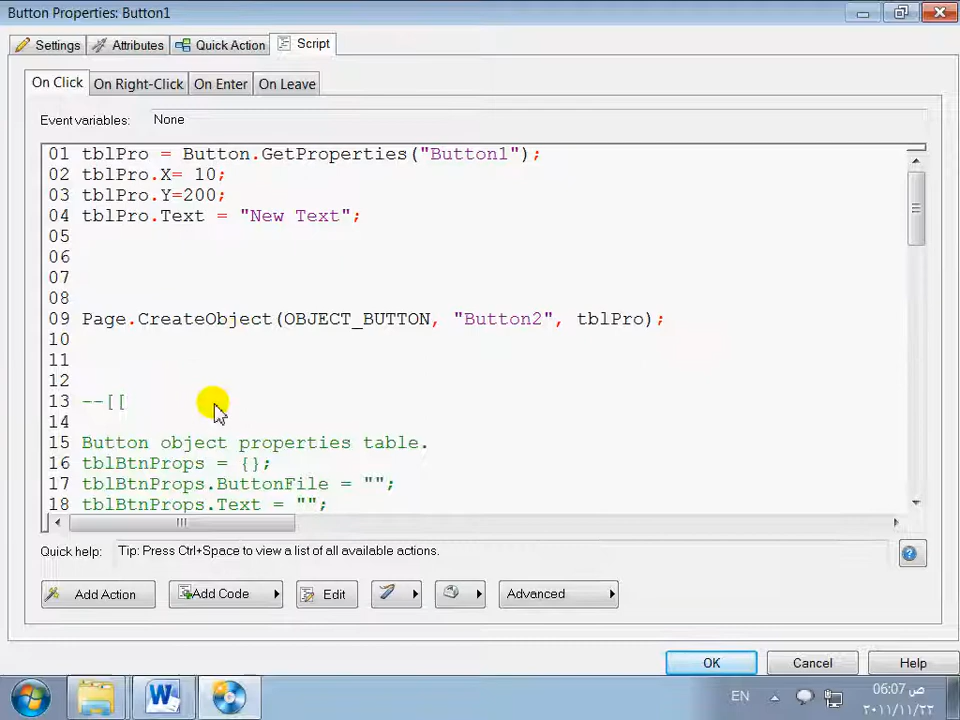 Button Properties: Button1
Settings Attributes Quick Action Script
On Click On Right-Click On Enter On Leave
Event variables: None
01 tblPro = Button.GetProperties("Button1");
02 tblPro.X= 10;
03 tblPro.Y=200;
04 tblPro.Text = "New Text";
05
06
07
08
09 Page.CreateObject(OBJECT_BUTTON, "Button2", tblPro);
10
11
12
13 --[[
14
15 Button object properties table.
16 tblBtnProps = {};
17 tblBtnProps.ButtonFile = "";
18 tblBtnProps.Text = "";
Quick help: Tip: Press Ctrl+Space to view a list of all available actions.
Add Action Add Code Edit Advanced
OK Cancel Help
EN 06:07 ص
٢٠١١/١١/٢٢